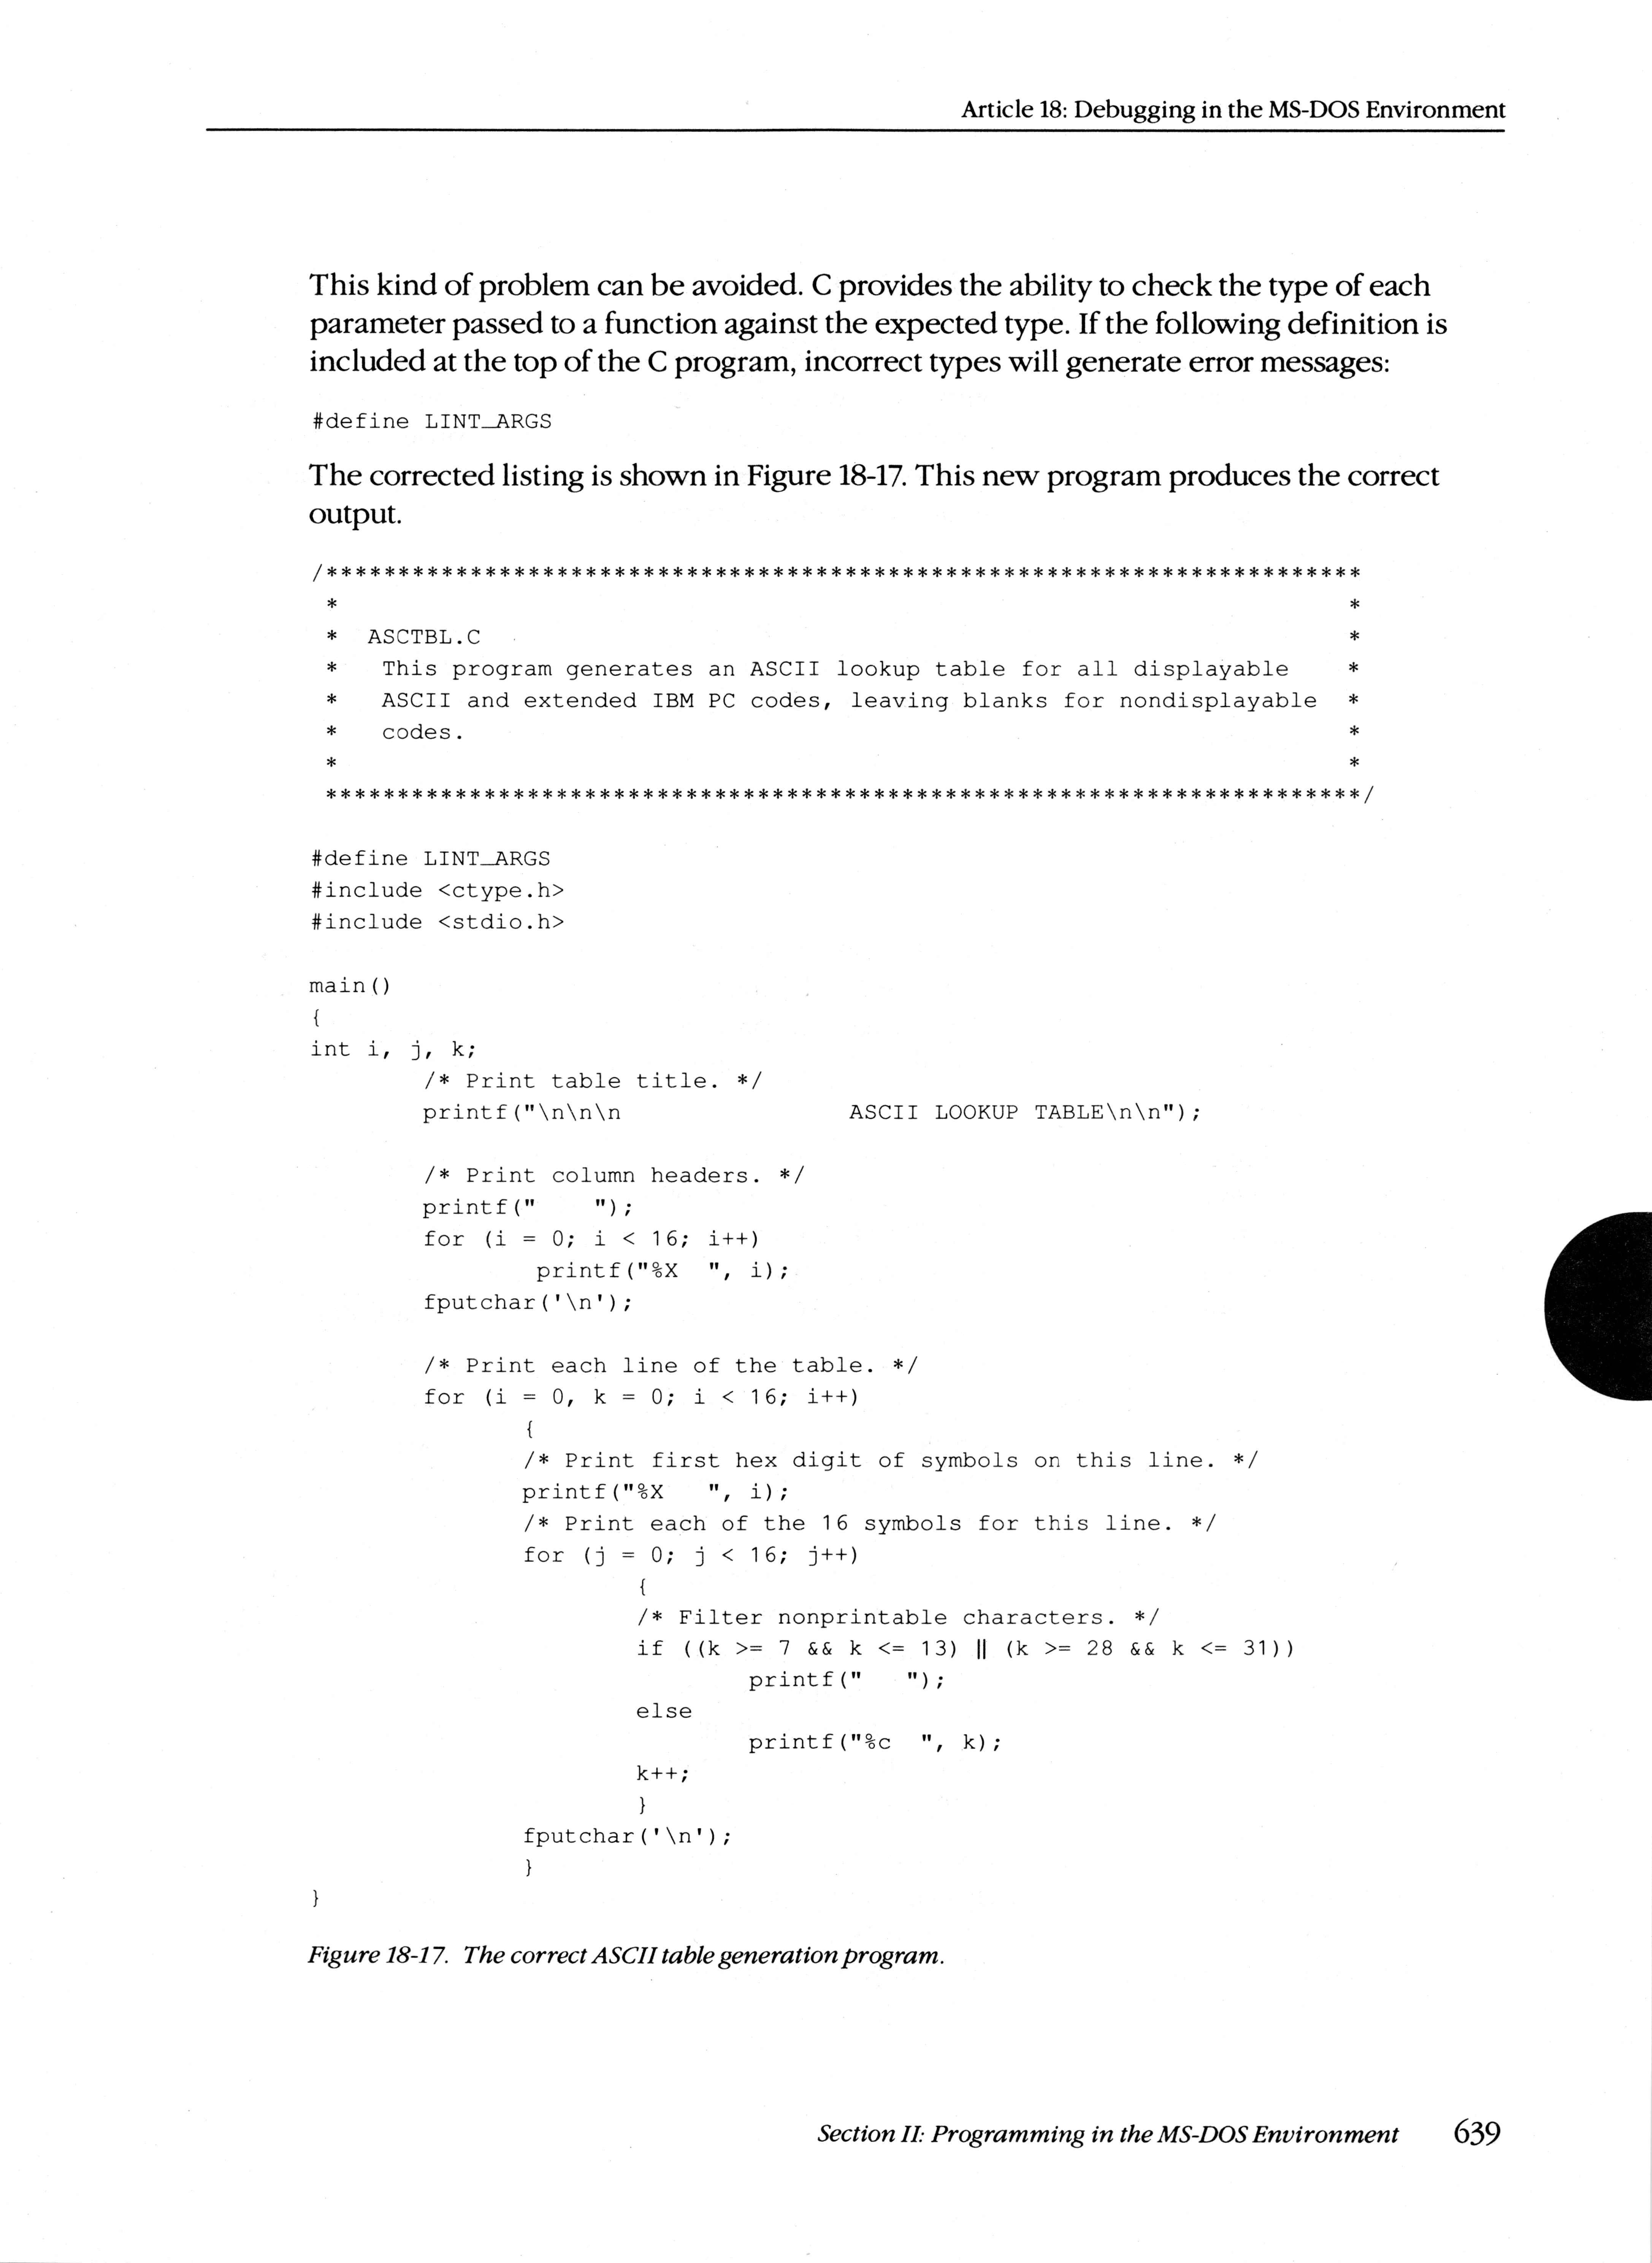 Article 18: Debugging in the MS-DOS Environment
This kind of problem can be avoided. C provides the ability to check the type of each
parameter passed to a function against the expected type. If the following definition is
included at the top of the C program, incorrect types will generate error messages:
#define LINT_ARGS
The corrected listing is shown in Figure 18-17. This new program produces the correct
output.
/*************************************************************************
 *                                                                       *
 *  ASCTBL.C                                                             *
 *   This program generates an ASCII lookup table for all displayable    *
 *   ASCII and extended IBM PC codes, leaving blanks for nondisplayable  *
 *   codes.                                                              *
 *                                                                       *
 *************************************************************************/
#define LINT_ARGS
#include <ctype.h>
#include <stdio.h>
main()
{
int i, j, k;
        /* Print table title. */
        printf("\n\n\n                ASCII LOOKUP TABLE\n\n");
        /* Print column headers. */
        printf("    ");
        for (i = 0; i < 16; i++)
                printf("%X  ", i);
        fputchar('\n');
        /* Print each line of the table. */
        for (i = 0, k = 0; i < 16; i++)
               {
               /* Print first hex digit of symbols on this line. */
               printf("%X   ", i);
               /* Print each of the 16 symbols for this line. */
               for (j = 0; j < 16; j++)
                       {
                       /* Filter nonprintable characters. */
                       if ((k >= 7 && k <= 13) || (k >= 28 && k <= 31))
                               printf("   ");
                       else
                               printf("%c  ", k);
                       k++;
                       }
               fputchar('\n');
               }
}
Figure 18-17. The correct ASCII table generation program.
Section II: Programming in the MS-DOS Environment 639